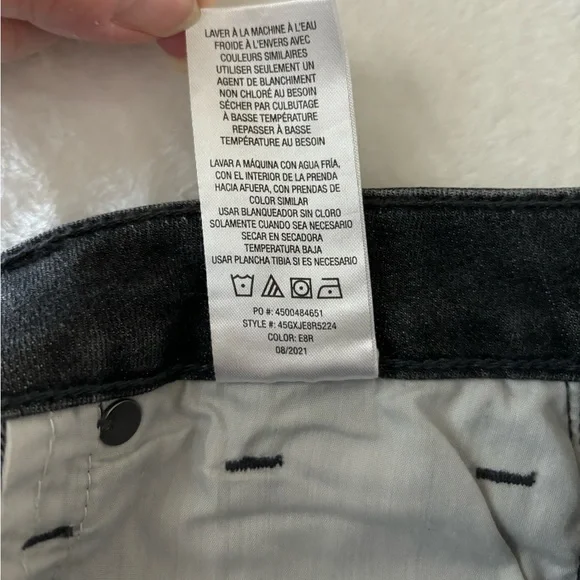 LAVER À LA MACHINE À L'EAU
FROIDE À L'ENVERS AVEC
COULEURS SIMILAIRES
UTILISER SEULEMENT UN
AGENT DE BLANCHIMENT
NON CHLORÉ AU BESOIN
SÉCHER PAR CULBUTAGE
À BASSE TEMPÉRATURE
REPASSER À BASSE
TEMPÉRATURE AU BESOIN
LAVAR A MÁQUINA CON AGUA FRÍA,
CON EL INTERIOR DE LA PRENDA
HACIA AFUERA, CON PRENDAS DE
COLOR SIMILAR
USAR BLANQUEADOR SIN CLORO
SOLAMENTE CUANDO SEA NECESARIO
SECAR EN SECADORA
TEMPERATURA BAJA
USAR PLANCHA TIBIA SI ES NECESARIO
PO #: 4500484651
STYLE #: 45GXJE8R5224
COLOR: E8R
08/2021